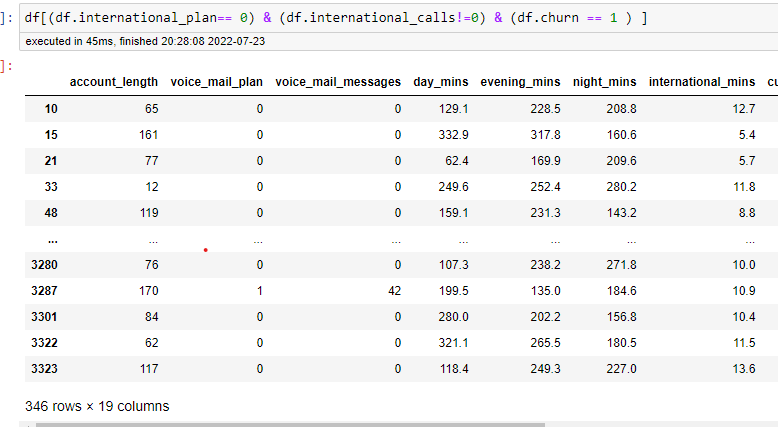 ]: df[(df.international_plan== 0) & (df.international_calls!=0) & (df.churn == 1 ) ]
executed in 45ms, finished 20:28:08 2022-07-23
]:
account_length voice_mail_plan voice_mail_messages day_mins evening_mins night_mins international_mins cu
10 65 0 0 129.1 228.5 208.8 12.7
15 161 0 0 332.9 317.8 160.6 5.4
21 77 0 0 62.4 169.9 209.6 5.7
33 12 0 0 249.6 252.4 280.2 11.8
48 119 0 0 159.1 231.3 143.2 8.8
... ... ... ... ... ... ... ...
3280 76 0 0 107.3 238.2 271.8 10.0
3287 170 1 42 199.5 135.0 184.6 10.9
3301 84 0 0 280.0 202.2 156.8 10.4
3322 62 0 0 321.1 265.5 180.5 11.5
3323 117 0 0 118.4 249.3 227.0 13.6
346 rows × 19 columns